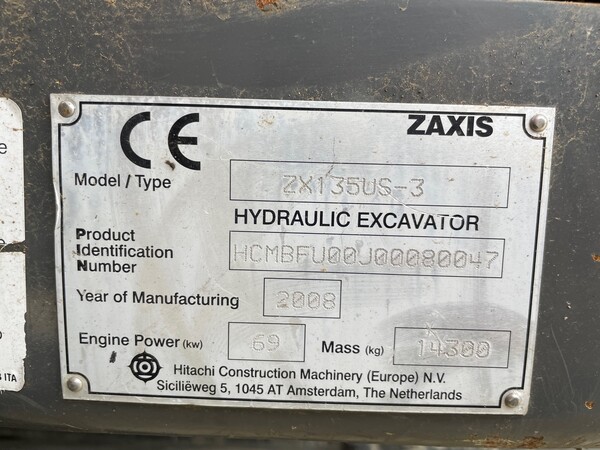 CE ZAXIS
Model / Type ZX135US-3
HYDRAULIC EXCAVATOR
Product
Identification
Number HCMBFU00J00080047
Year of Manufacturing 2008
Engine Power (kw) 69 Mass (kg) 14300
Hitachi Construction Machinery (Europe) N.V.
Siciliëweg 5, 1045 AT Amsterdam, The Netherlands
ITA